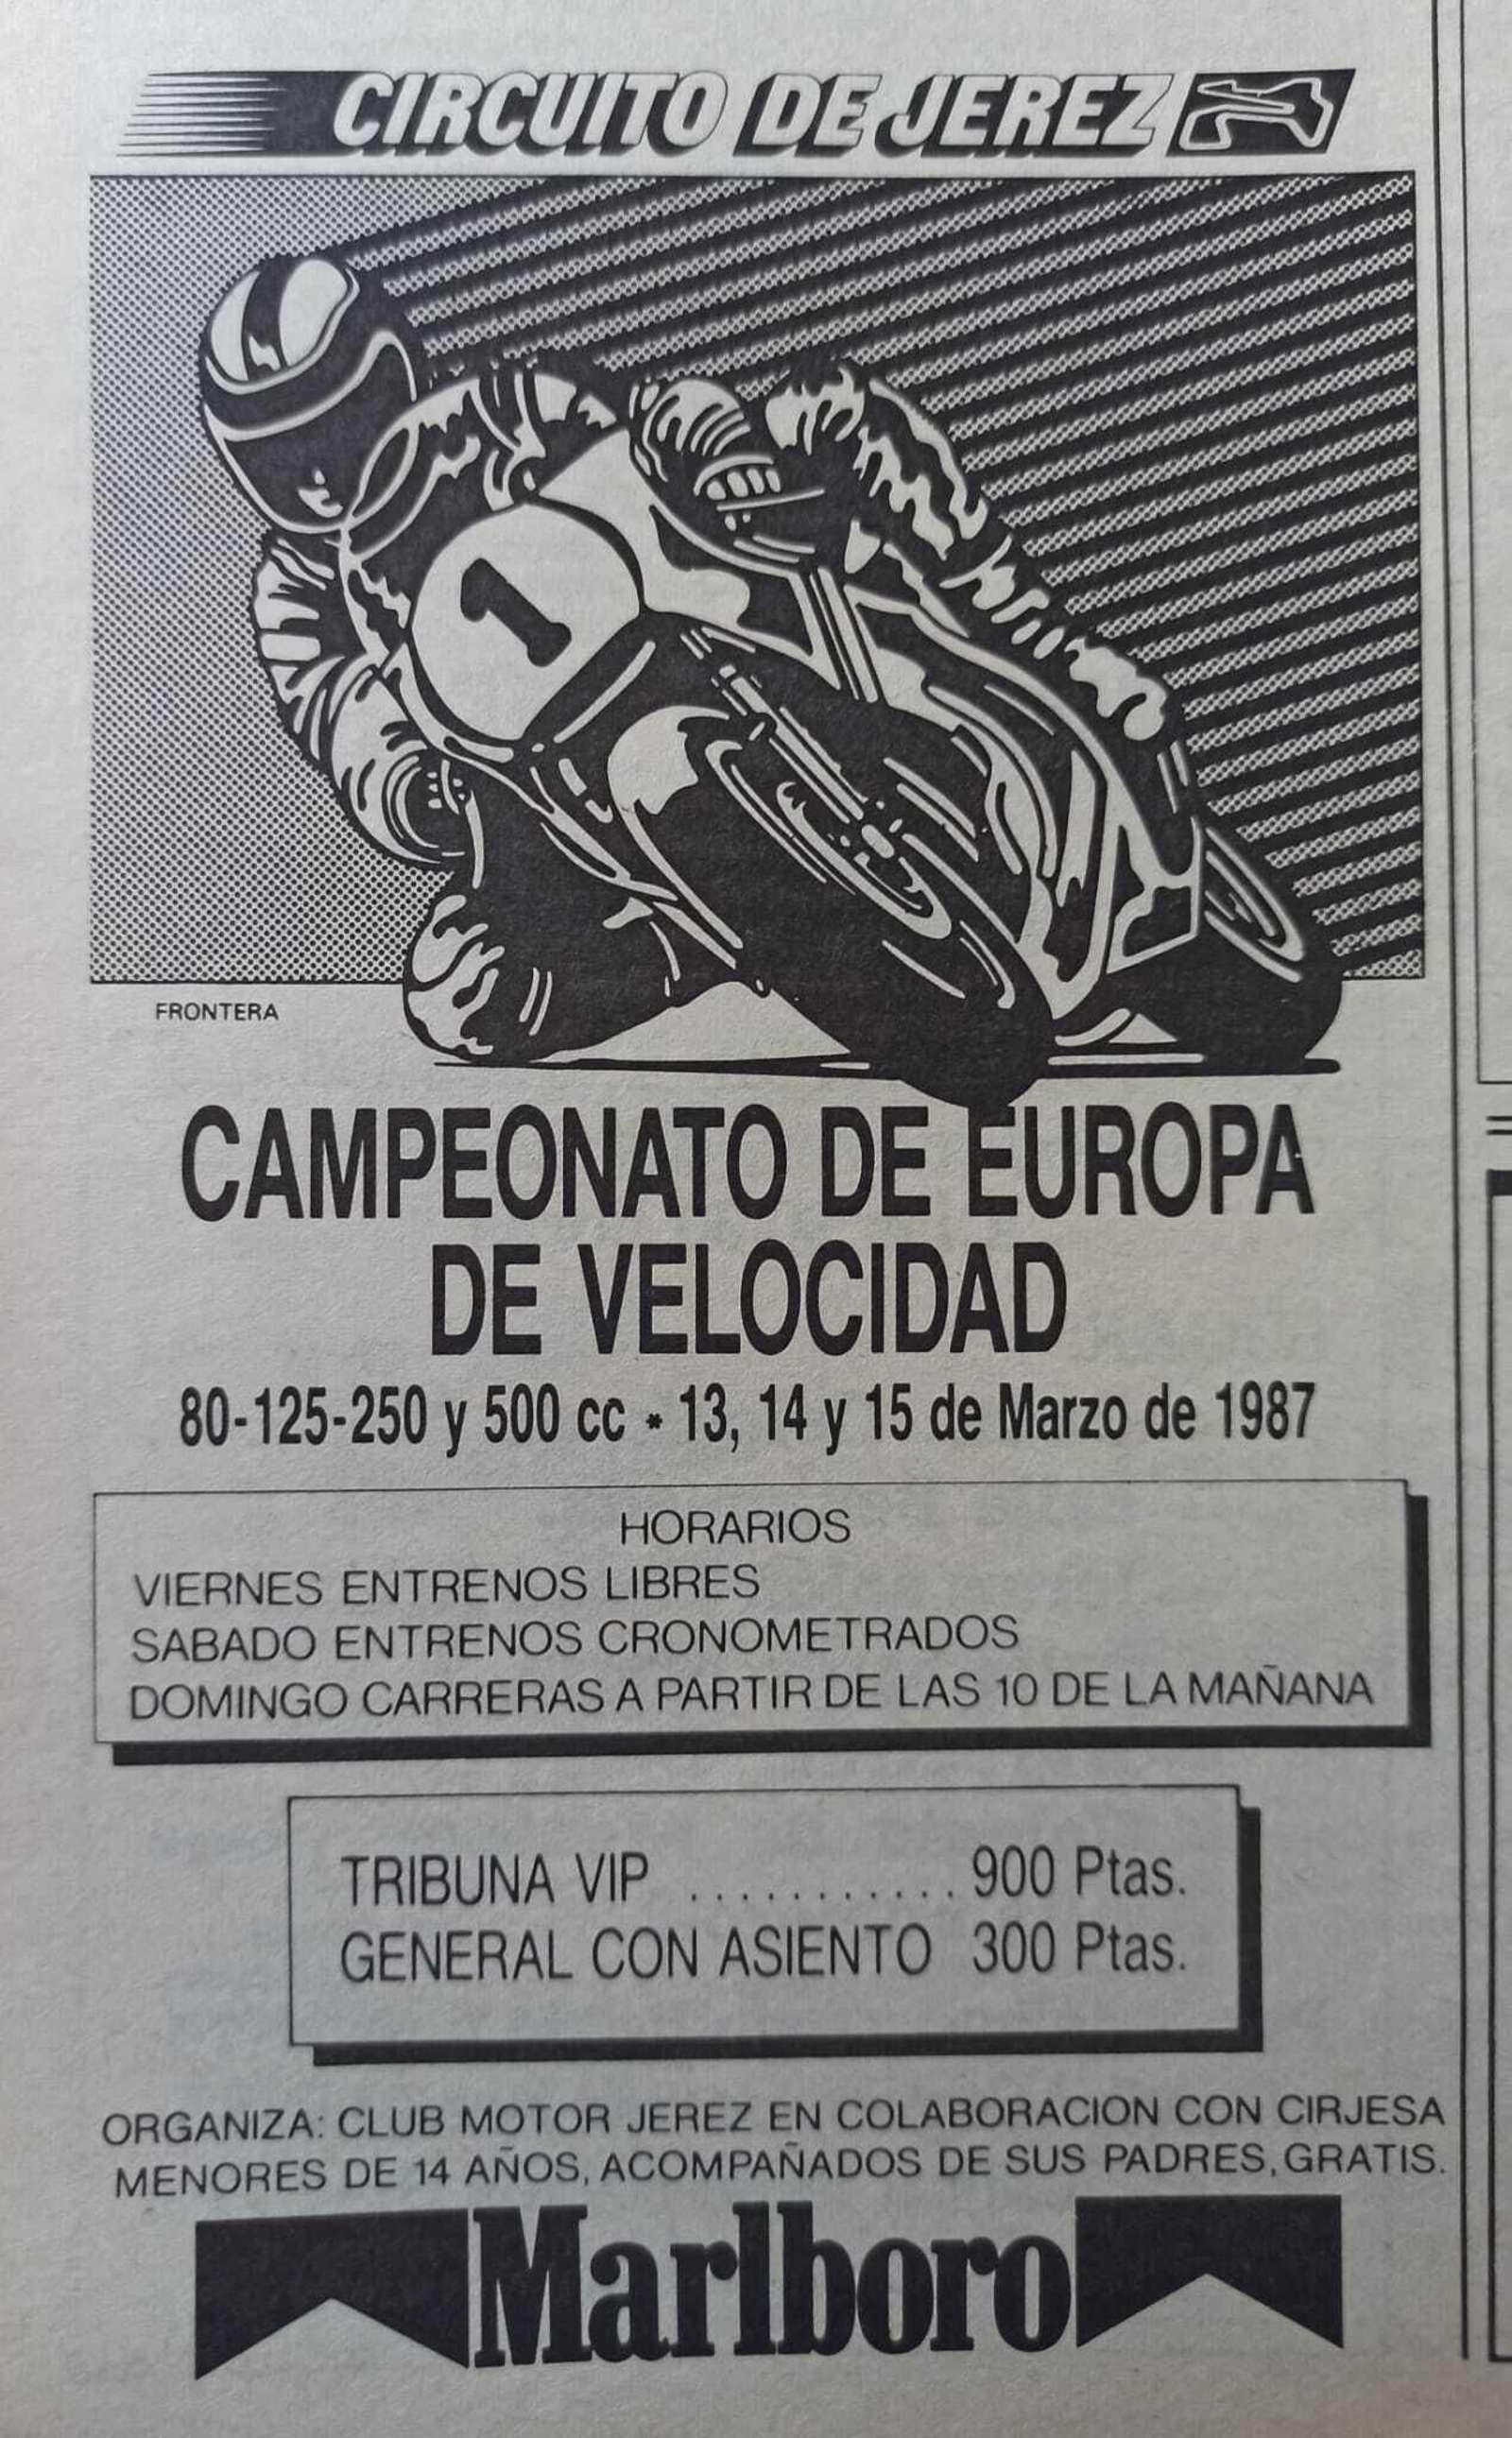 CIRCUITO DE JEREZ
1
FRONTERA
CAMPEONATO DE EUROPA
DE VELOCIDAD
80-125-250 y 500 cc * 13, 14 y 15 de Marzo de 1987
HORARIOS
VIERNES ENTRENOS LIBRES
SABADO ENTRENOS CRONOMETRADOS
DOMINGO CARRERAS A PARTIR DE LAS 10 DE LA MAÑANA
TRIBUNA VIP ........... 900 Ptas.
GENERAL CON ASIENTO 300 Ptas.
ORGANIZA: CLUB MOTOR JEREZ EN COLABORACION CON CIRJESA
MENORES DE 14 AÑOS, ACOMPAÑADOS DE SUS PADRES, GRATIS.
Marlboro